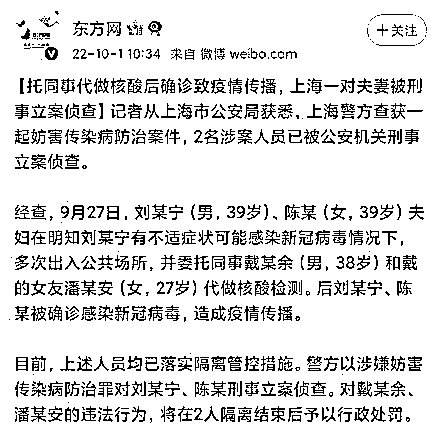 东方网
22-10-1 10:34 来自 微博 weibo.com
+关注
【托同事代做核酸后确诊致疫情传播，上海一对夫妻被刑
事立案侦查】记者从上海市公安局获悉，上海警方查获一
起妨害传染病防治案件，2名涉案人员已被公安机关刑事
立案侦查。
经查，9月27日，刘某宁（男，39岁）、陈某（女，39岁）夫
妇在明知刘某宁有不适症状可能感染新冠病毒情况下，
多次出入公共场所，并委托同事戴某余（男，38岁）和戴
的女友潘某安（女，27岁）代做核酸检测。后刘某宁、陈
某被确诊感染新冠病毒，造成疫情传播。
目前，上述人员均已落实隔离管控措施。警方以涉嫌妨害
传染病防治罪对刘某宁、陈某刑事立案侦查。对戴某余、
潘某安的违法行为，将在2人隔离结束后予以行政处罚。